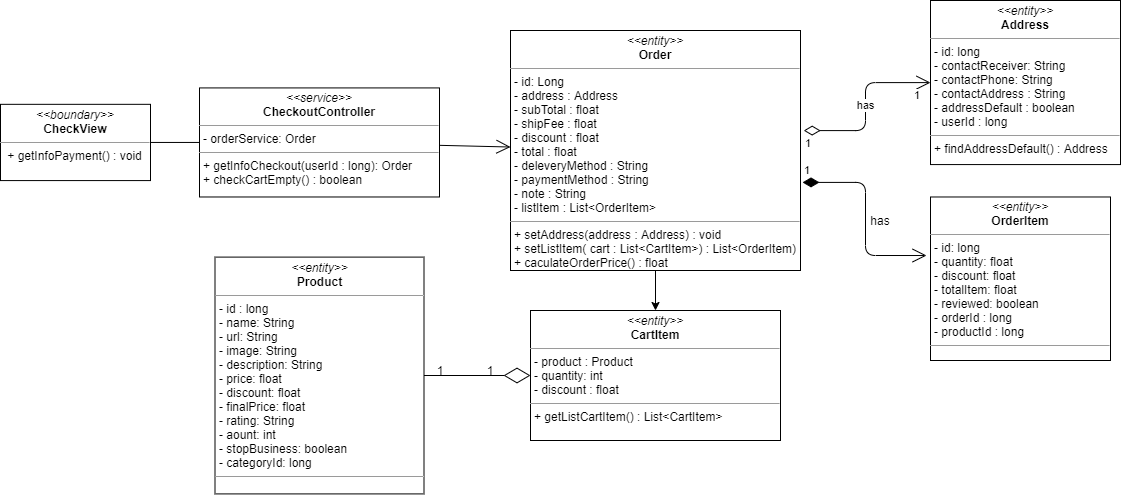 <<boundary>>
CheckView
+ getInfoPayment() : void
<<service>>
CheckoutController
- orderService: Order
+ getInfoCheckout(userId : long): Order
+ checkCartEmpty() : boolean
<<entity>>
Order
- id: Long
- address : Address
- subTotal : float
- shipFee : float
- discount : float
- total : float
- deleveryMethod : String
- paymentMethod : String
- note : String
- listItem : List<OrderItem>
+ setAddress(address : Address) : void
+ setListItem( cart : List<CartItem>) : List<OrderItem)
+ caculateOrderPrice() : float
1
has
1
1
has
<<entity>>
Address
- id: long
- contactReceiver: String
- contactPhone: String
- contactAddress : String
- addressDefault : boolean
- userId : long
+ findAddressDefault() : Address
<<entity>>
OrderItem
- id: long
- quantity: float
- discount: float
- totalItem: float
- reviewed: boolean
- orderId : long
- productId : long
<<entity>>
Product
- id : long
- name: String
- url: String
- image: String
- description: String
- price: float
- discount: float
- finalPrice: float
- rating: String
- aount: int
- stopBusiness: boolean
- categoryId: long
1
1
<<entity>>
CartItem
- product : Product
- quantity: int
- discount : float
+ getListCartItem() : List<CartItem>